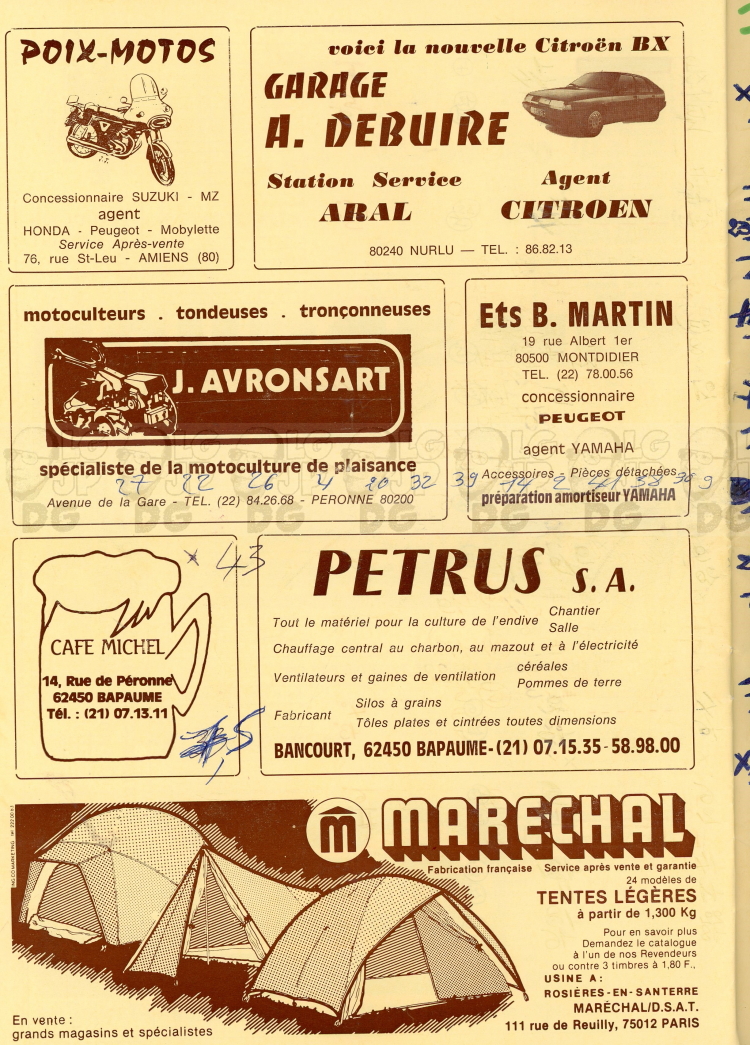 POIX-MOTOS
Concessionnaire SUZUKI - MZ
agent
HONDA - Peugeot - Mobylette
Service Après-vente
76, rue St-Leu - AMIENS (80)
voici la nouvelle Citroën BX
GARAGE
A. DEBUIRE
Station Service
ARAL
Agent
CITROEN
80240 NURLU — TEL. : 86.82.13
motoculteurs . tondeuses . tronçonneuses
J. AVRONSART
spécialiste de la motoculture de plaisance
Avenue de la Gare - TEL. (22) 84.26.68 - PERONNE 80200
Ets B. MARTIN
19 rue Albert 1er
80500 MONTDIDIER
TEL. (22) 78.00.56
concessionnaire
PEUGEOT
agent YAMAHA
Accessoires - Pièces détachées
préparation amortiseur YAMAHA
27 22 26 4 20 32 39 14 2 41 38
CAFE MICHEL
14, Rue de Péronne
62450 BAPAUME
Tél. : (21) 07.13.11
x 43
PETRUS S.A.
Tout le matériel pour la culture de l'endive Chantier
Salle
Chauffage central au charbon, au mazout et à l'électricité
Ventilateurs et gaines de ventilation céréales
Pommes de terre
Fabricant Silos à grains
Tôles plates et cintrées toutes dimensions
BANCOURT, 62450 BAPAUME-(21) 07.15.35-58.98.00
m MARECHAL
Fabrication française Service après vente et garantie
24 modèles de
TENTES LÉGÈRES
à partir de 1,300 Kg
Pour en savoir plus
Demandez le catalogue
à l'un de nos Revendeurs
ou contre 3 timbres à 1,80 F.,
USINE A:
ROSIÈRES-EN-SANTERRE
MARÉCHAL/D.S.A.T.
111 rue de Reuilly, 75012 PARIS
En vente :
grands magasins et spécialistes